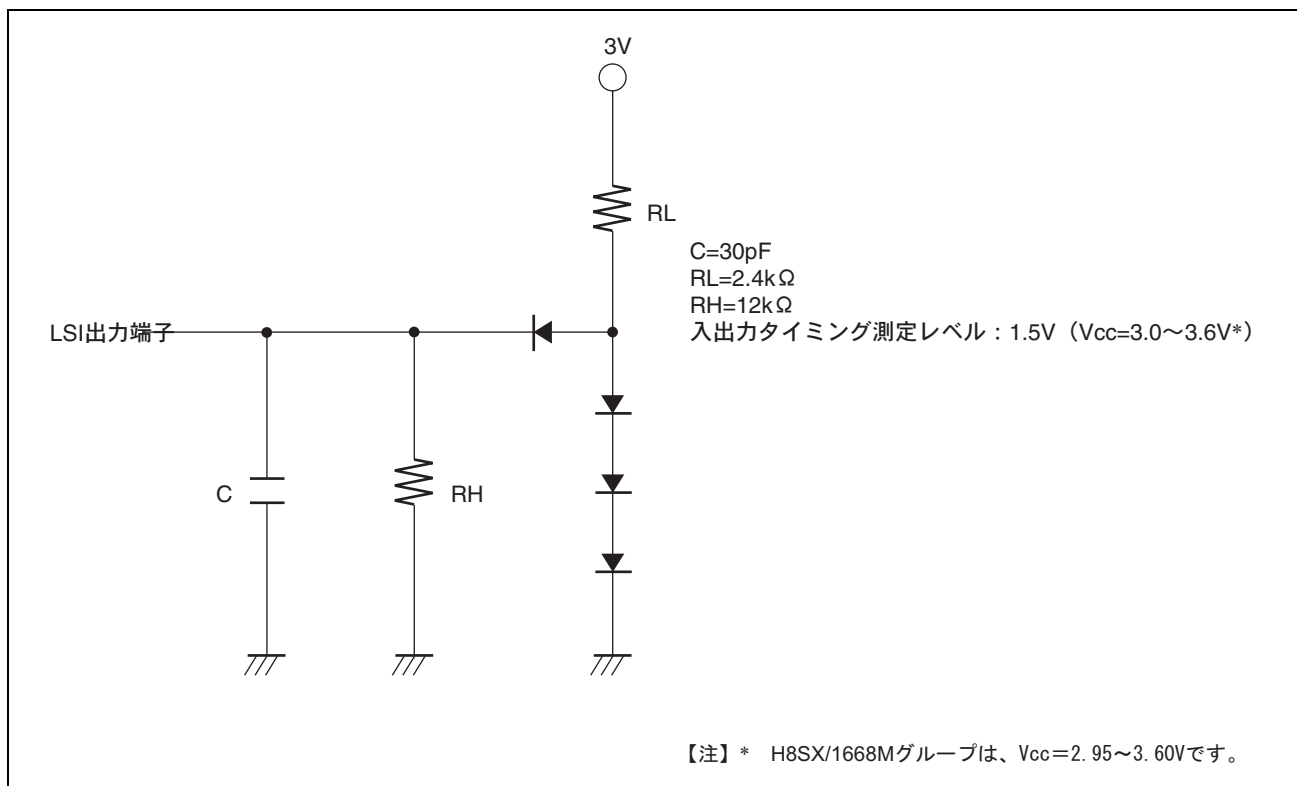 3V
RL
C=30pF
RL=2.4kΩ
RH=12kΩ
LSI出力端子
入出力タイミング測定レベル：1.5V（Vcc=3.0～3.6V*）
C
RH
【注】* H8SX/1668Mグループは、Vcc＝2.95～3.60Vです。